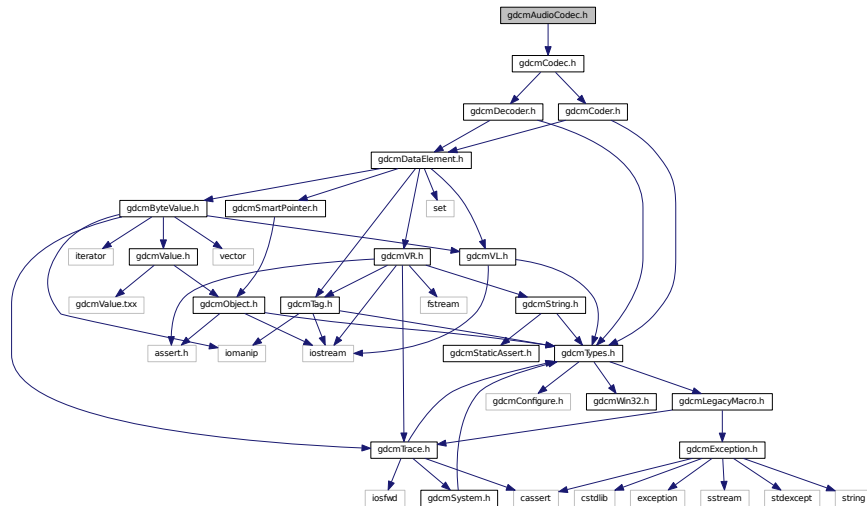 gdcmAudioCodec.h
gdcmCodec.h
gdcmDecoder.h
gdcmCoder.h
gdcmDataElement.h
gdcmByteValue.h
gdcmSmartPointer.h
set
iterator
gdcmValue.h
vector
gdcmVR.h
gdcmVL.h
gdcmValue.txx
gdcmObject.h
gdcmTag.h
fstream
gdcmString.h
assert.h
iomanip
iostream
gdcmStaticAssert.h
gdcmTypes.h
gdcmConfigure.h
gdcmWin32.h
gdcmLegacyMacro.h
gdcmTrace.h
gdcmException.h
iosfwd
gdcmSystem.h
cassert
cstdlib
exception
sstream
stdexcept
string